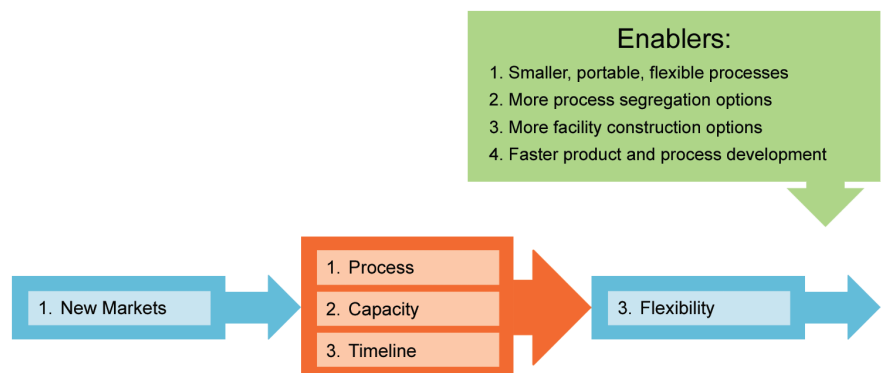 Enablers:
1. Smaller, portable, flexible processes
2. More process segregation options
3. More facility construction options
4. Faster product and process development
1. New Markets
1. Process
2. Capacity
3. Timeline
3. Flexibility